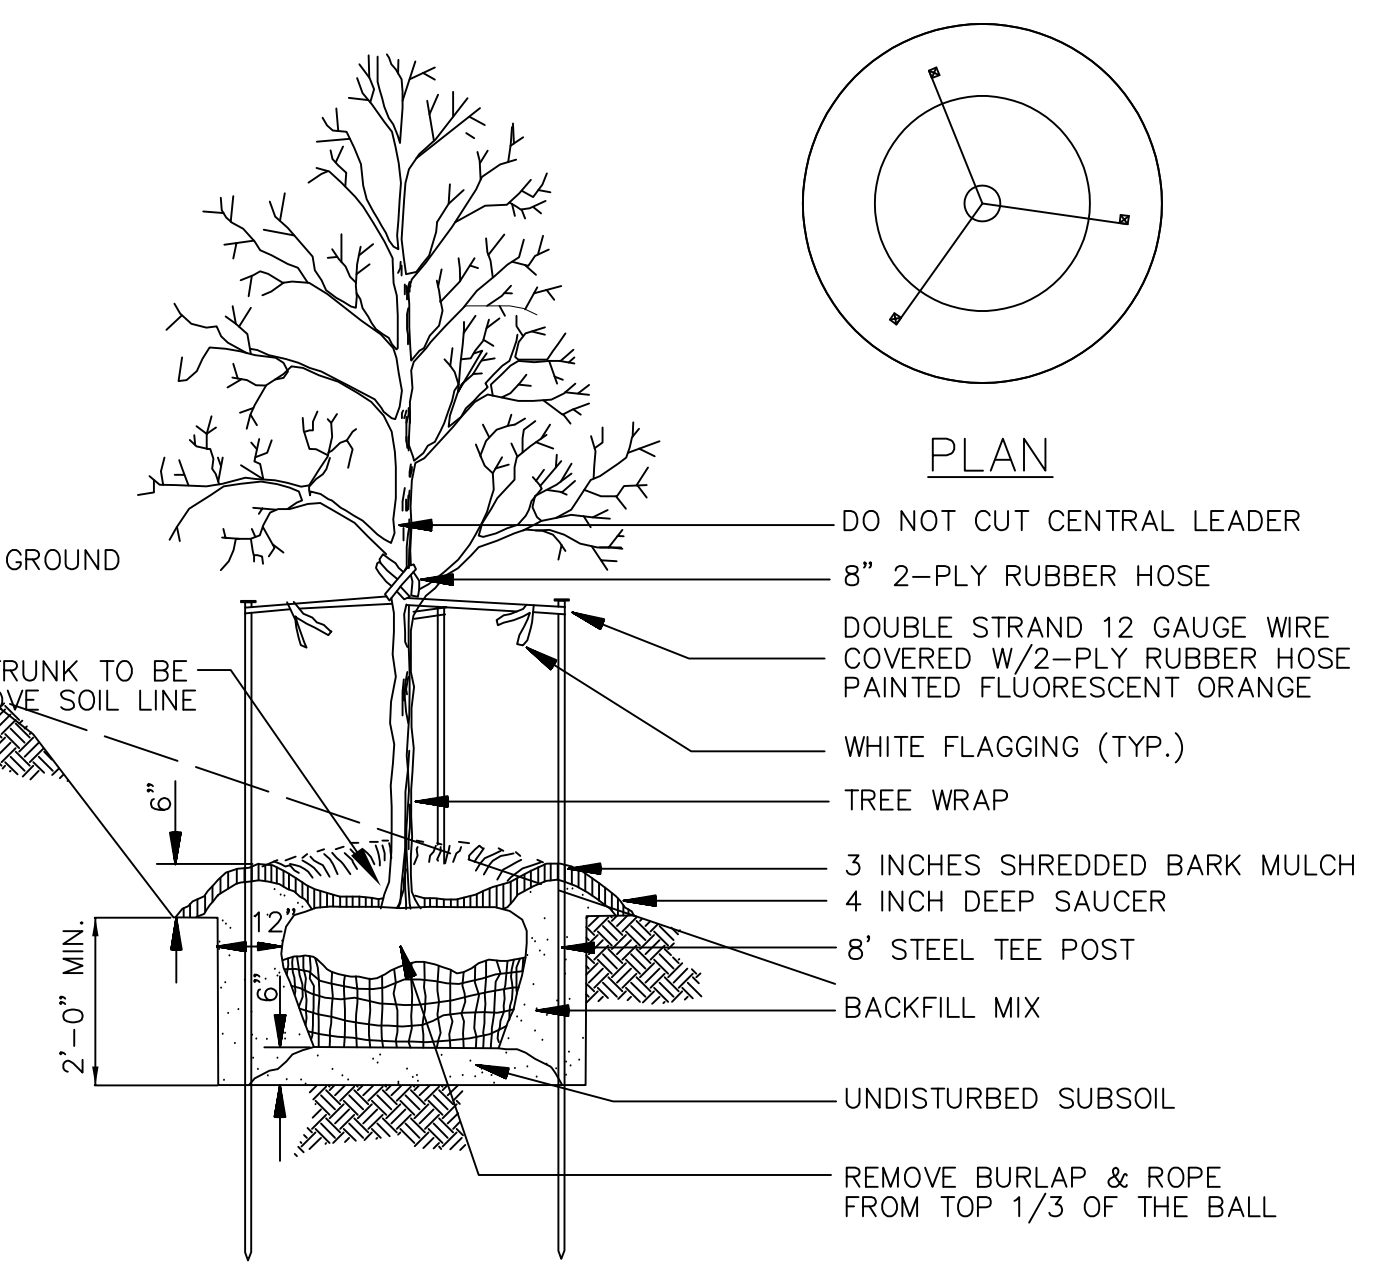 PLAN
DO NOT CUT CENTRAL LEADER
GROUND
8” 2-PLY RUBBER HOSE
DOUBLE STRAND 12 GAUGE WIRE
COVERED W/2-PLY RUBBER HOSE
PAINTED FLUORESCENT ORANGE
TRUNK TO BE
SOIL LINE
WHITE FLAGGING (TYP.)
6”
TREE WRAP
3 INCHES SHREDDED BARK MULCH
4 INCH DEEP SAUCER
12”
2’-0” MIN.
6”
8’ STEEL TEE POST
BACKFILL MIX
UNDISTURBED SUBSOIL
REMOVE BURLAP & ROPE
FROM TOP 1/3 OF THE BALL